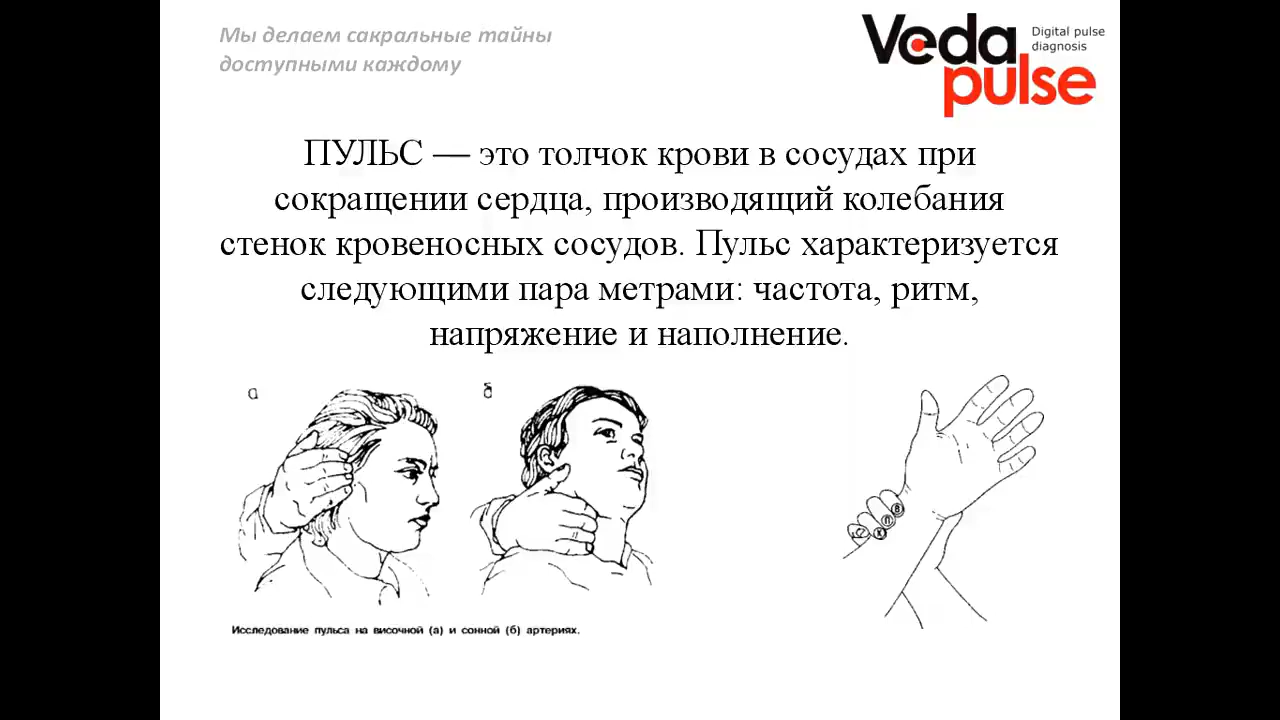 Мы делаем сакральные тайны
доступными каждому
Veda
pulse
Digital pulse
diagnosis
ПУЛЬС — это толчок крови в сосудах при
сокращении сердца, производящий колебания
стенок кровеносных сосудов. Пульс характеризуется
следующими пара метрами: частота, ритм,
напряжение и наполнение.
а
б
В
П
К
Исследование пульса на височной (а) и сонной (б) артериях.